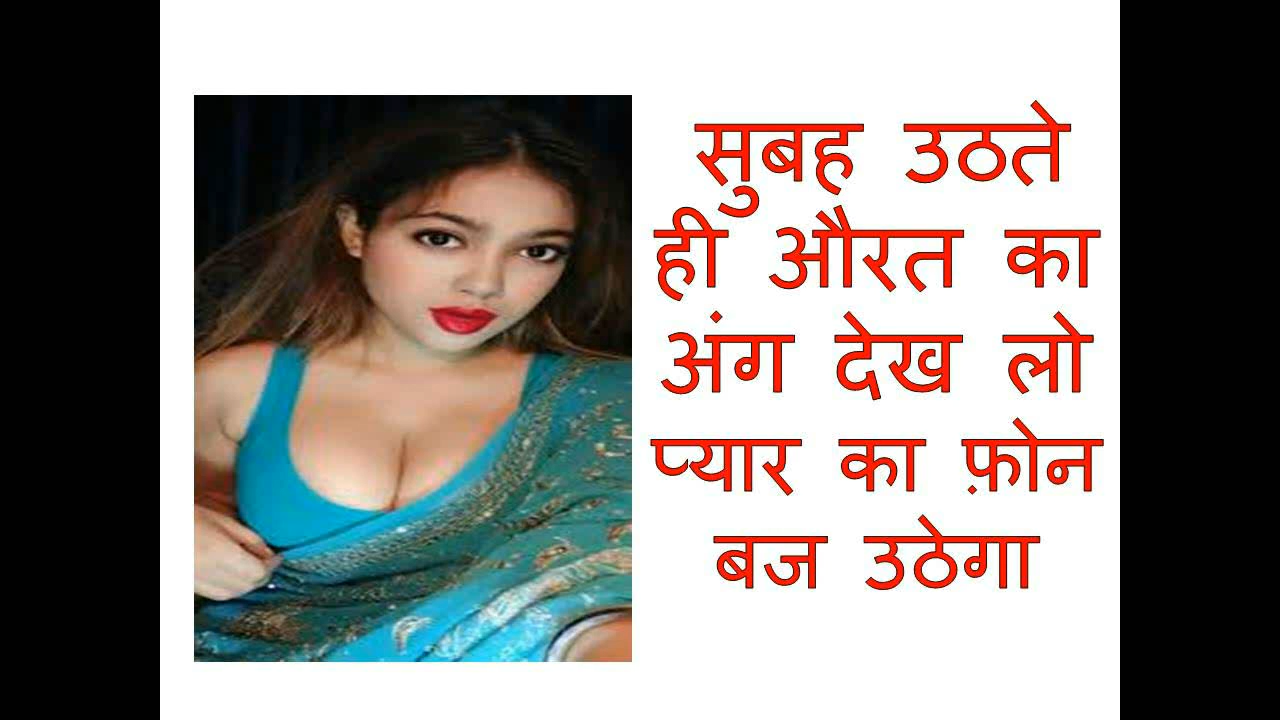 सुबह उठते
ही औरत का
अंग देख लो
प्यार का फ़ोन
बज उठेगा